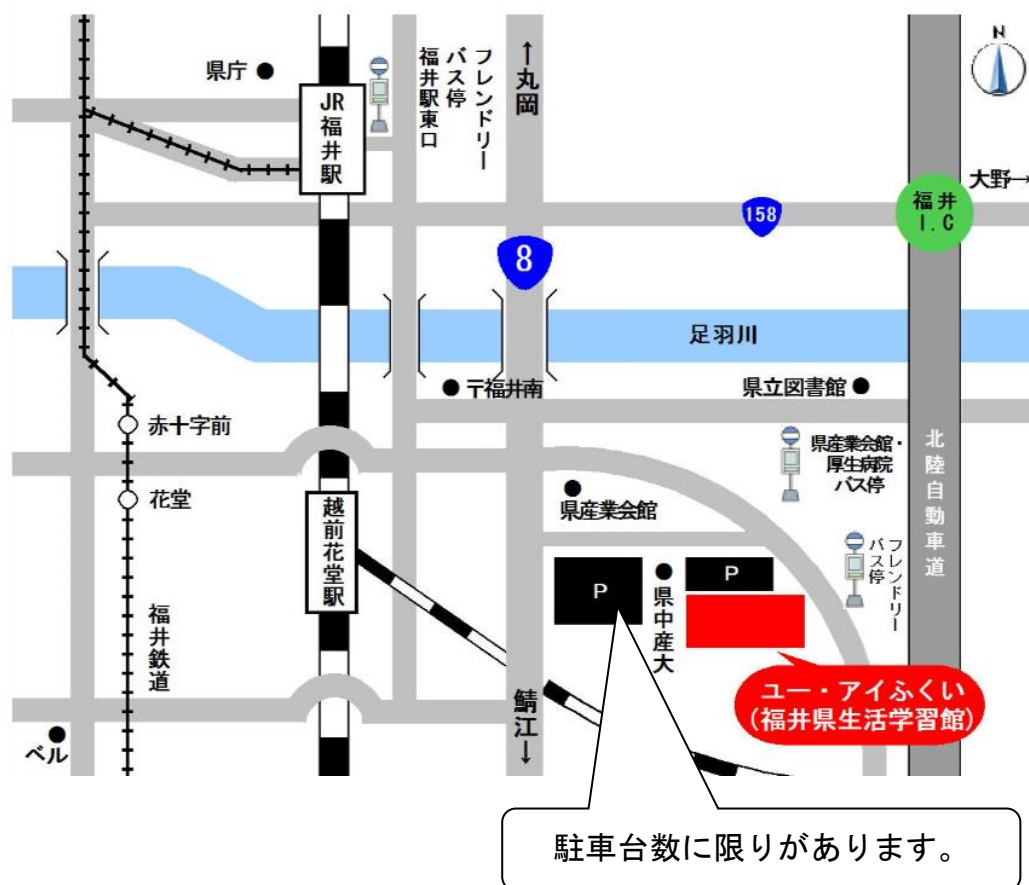 県庁
JR福井駅
フレンドリー
バス停
福井駅東口
↑丸岡
N
大野→
福井
I.C
158
8
足羽川
〒福井南
県立図書館
赤十字前
花堂
越前花堂駅
県産業会館・
厚生病院
バス停
北陸自動車道
県産業会館
フレンドリー
バス停
P
P
県中産大
福井鉄道
ユー・アイふくい
(福井県生活学習館)
鯖江↓
ベル
駐車台数に限りがあります。